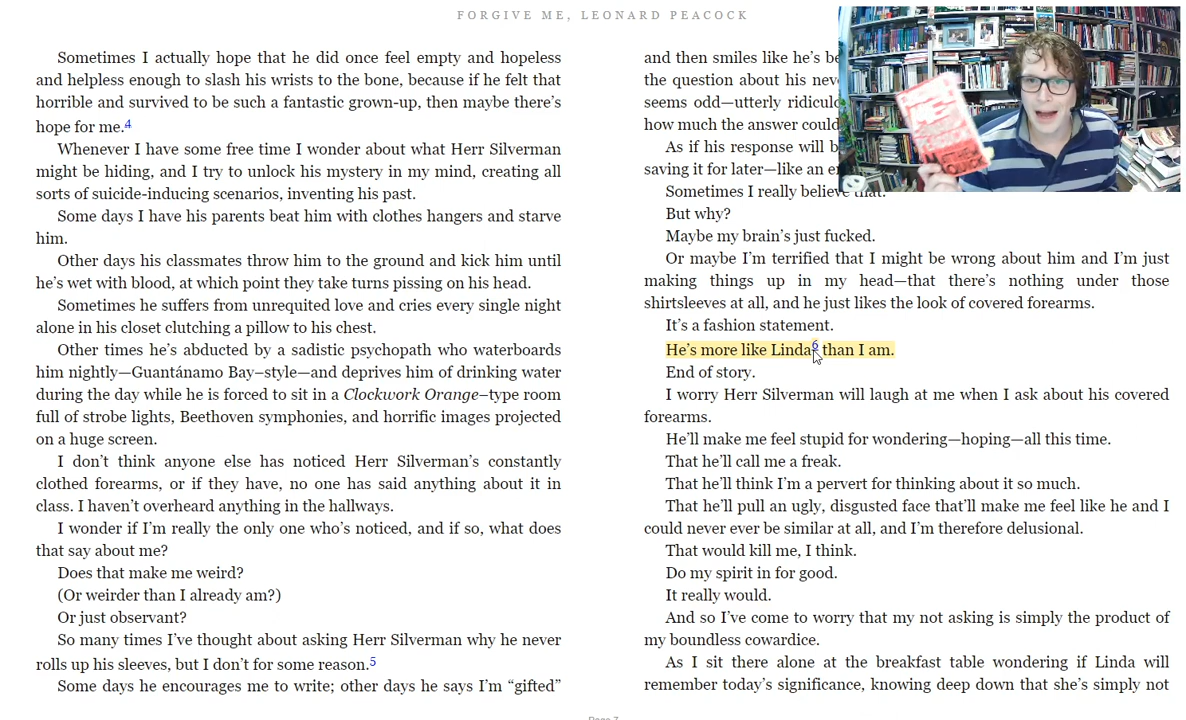 FORGIVE ME, LEONARD PEACOCK
Sometimes I actually hope that he did once feel empty and hopeless
and helpless enough to slash his wrists to the bone, because if he felt that
horrible and survived to be such a fantastic grown-up, then maybe there's
hope for me.4
Whenever I have some free time I wonder about what Herr Silverman
might be hiding, and I try to unlock his mystery in my mind, creating all
sorts of suicide-inducing scenarios, inventing his past.
Some days I have his parents beat him with clothes hangers and starve
him.
Other days his classmates throw him to the ground and kick him until
he's wet with blood, at which point they take turns pissing on his head.
Sometimes he suffers from unrequited love and cries every single night
alone in his closet clutching a pillow to his chest.
Other times he's abducted by a sadistic psychopath who waterboards
him nightly—Guantánamo Bay–style—and deprives him of drinking water
during the day while he is forced to sit in a Clockwork Orange–type room
full of strobe lights, Beethoven symphonies, and horrific images projected
on a huge screen.
I don't think anyone else has noticed Herr Silverman's constantly
clothed forearms, or if they have, no one has said anything about it in
class. I haven't overheard anything in the hallways.
I wonder if I'm really the only one who's noticed, and if so, what does
that say about me?
Does that make me weird?
(Or weirder than I already am?)
Or just observant?
So many times I've thought about asking Herr Silverman why he never
rolls up his sleeves, but I don't for some reason.5
Some days he encourages me to write; other days he says I'm “gifted”
and then smiles like he's be
the question about his nev
seems odd—utterly ridiculo
how much the answer could
As if his response will b
saving it for later—like an e
Sometimes I really believe that.
But why?
Maybe my brain's just fucked.
Or maybe I'm terrified that I might be wrong about him and I'm just
making things up in my head—that there's nothing under those
shirtsleeves at all, and he just likes the look of covered forearms.
It's a fashion statement.
He's more like Linda6 than I am.
End of story.
I worry Herr Silverman will laugh at me when I ask about his covered
forearms.
He'll make me feel stupid for wondering—hoping—all this time.
That he'll call me a freak.
That he'll think I'm a pervert for thinking about it so much.
That he'll pull an ugly, disgusted face that'll make me feel like he and I
could never ever be similar at all, and I'm therefore delusional.
That would kill me, I think.
Do my spirit in for good.
It really would.
And so I've come to worry that my not asking is simply the product of
my boundless cowardice.
As I sit there alone at the breakfast table wondering if Linda will
remember today's significance, knowing deep down that she's simply not
Page 7